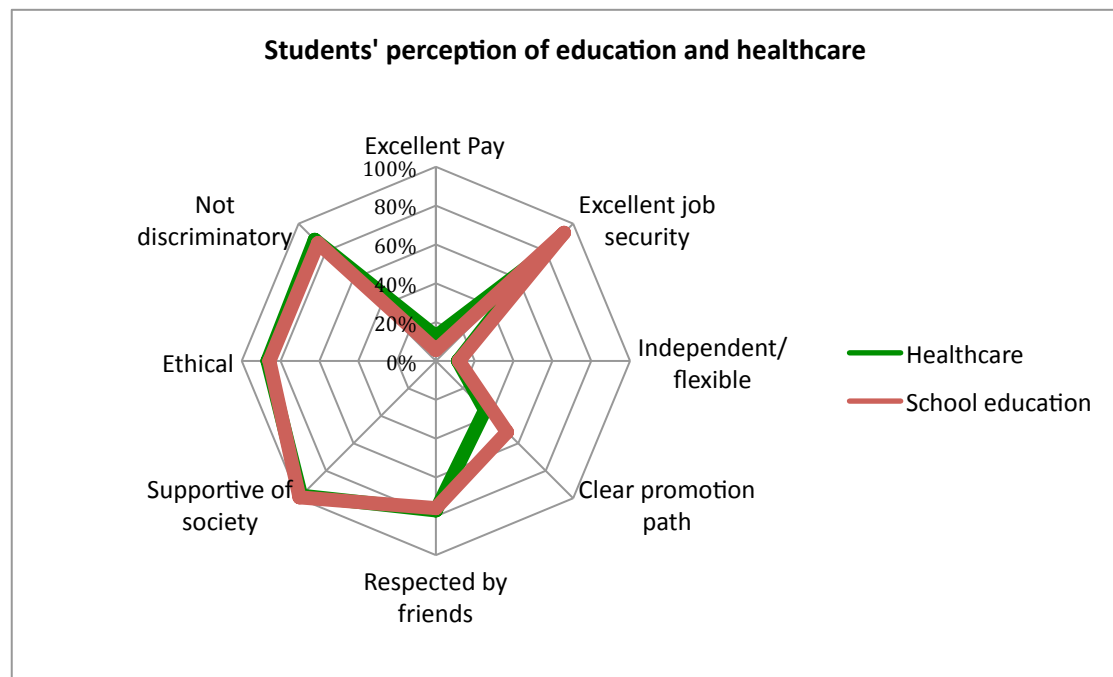 Students' perception of education and healthcare
Excellent Pay
100%
80%
60%
40%
20%
0%
Excellent job
security
Independent/
flexible
Clear promotion
path
Respected by
friends
Supportive of
society
Ethical
Not
discriminatory
Healthcare
School education